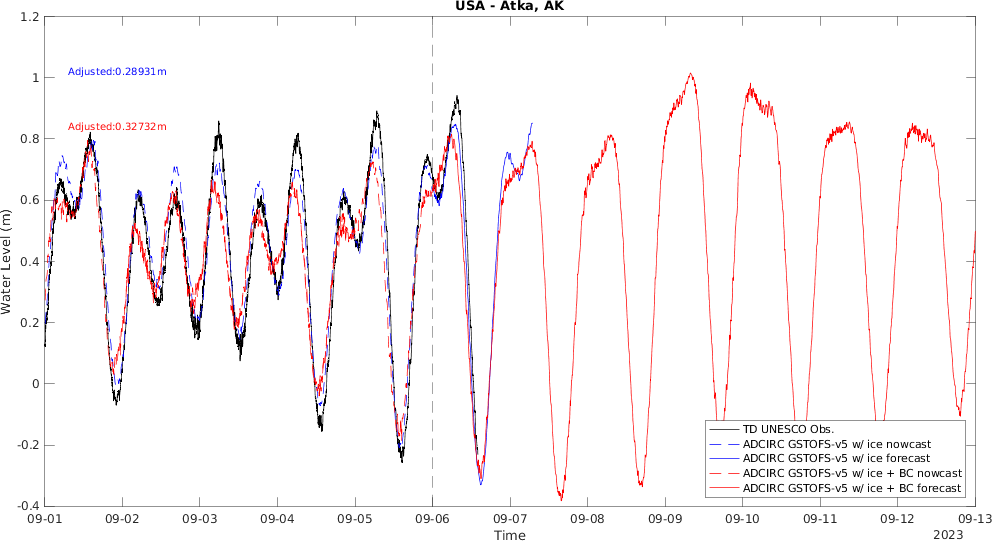 USA - Atka, AK
Adjusted:0.28931m
Adjusted:0.32732m
Water Level (m)
1.2
1
0.8
0.6
0.4
0.2
0
-0.2
-0.4
TD UNESCO Obs.
ADCIRC GSTOFS-v5 w/ ice nowcast
ADCIRC GSTOFS-v5 w/ ice forecast
ADCIRC GSTOFS-v5 w/ ice + BC nowcast
ADCIRC GSTOFS-v5 w/ ice + BC forecast
09-01 09-02 09-03 09-04 09-05 09-06 09-07 09-08 09-09 09-10 09-11 09-12 09-13
Time
2023